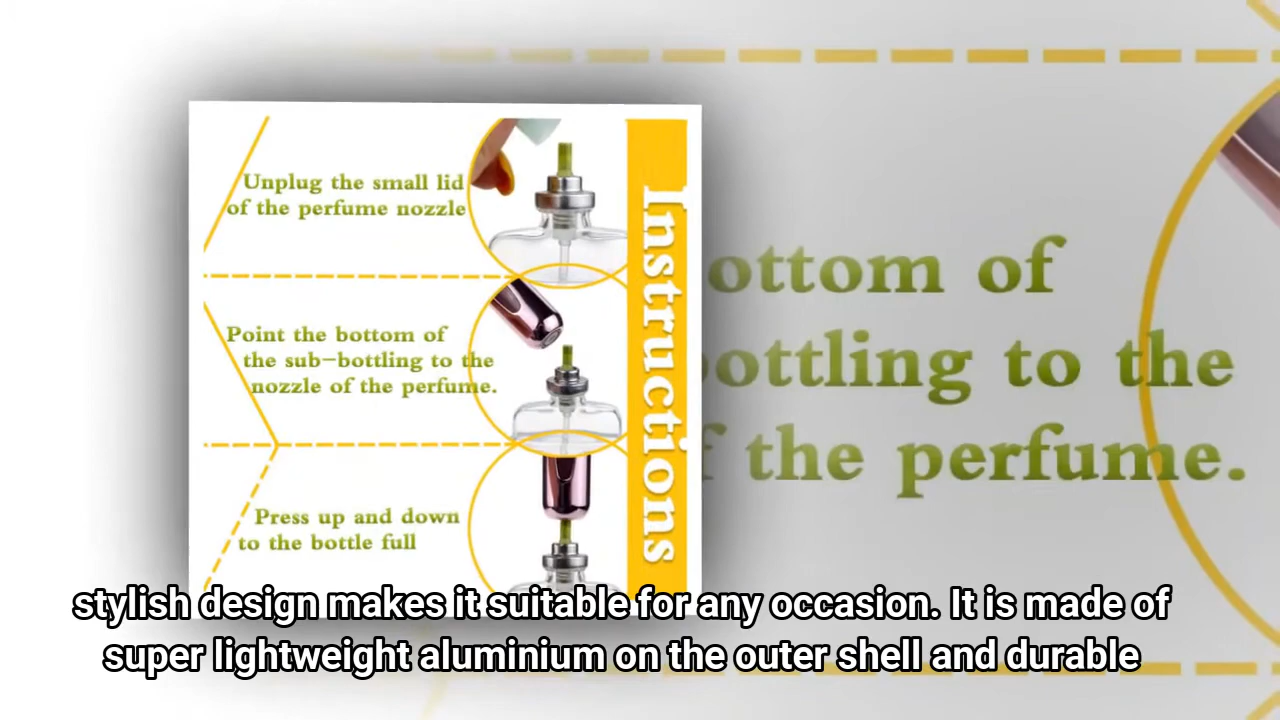 Unplug the small lid
of the perfume nozzle
Point the bottom of
the sub-bottling to the
nozzle of the perfume.
Press up and down
to the bottle full
Instructions
ottom of
ottling to the
the perfume.
stylish design makes it suitable for any occasion. It is made of
super lightweight aluminium on the outer shell and durable